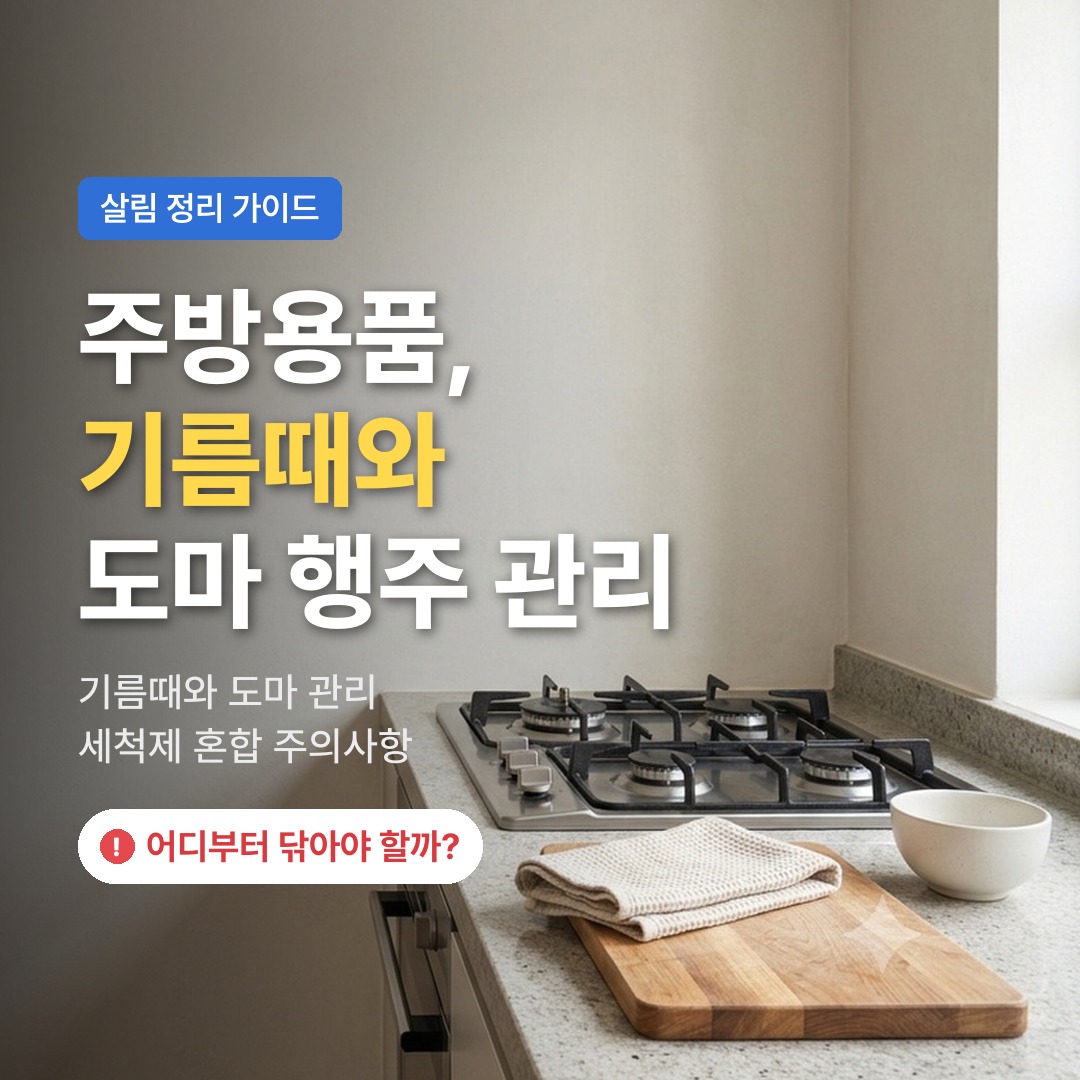 살림 정리 가이드
주방용품,
기름때와
도마 행주 관리
기름때와 도마 관리
세척제 혼합 주의사항
! 어디부터 닦아야 할까?